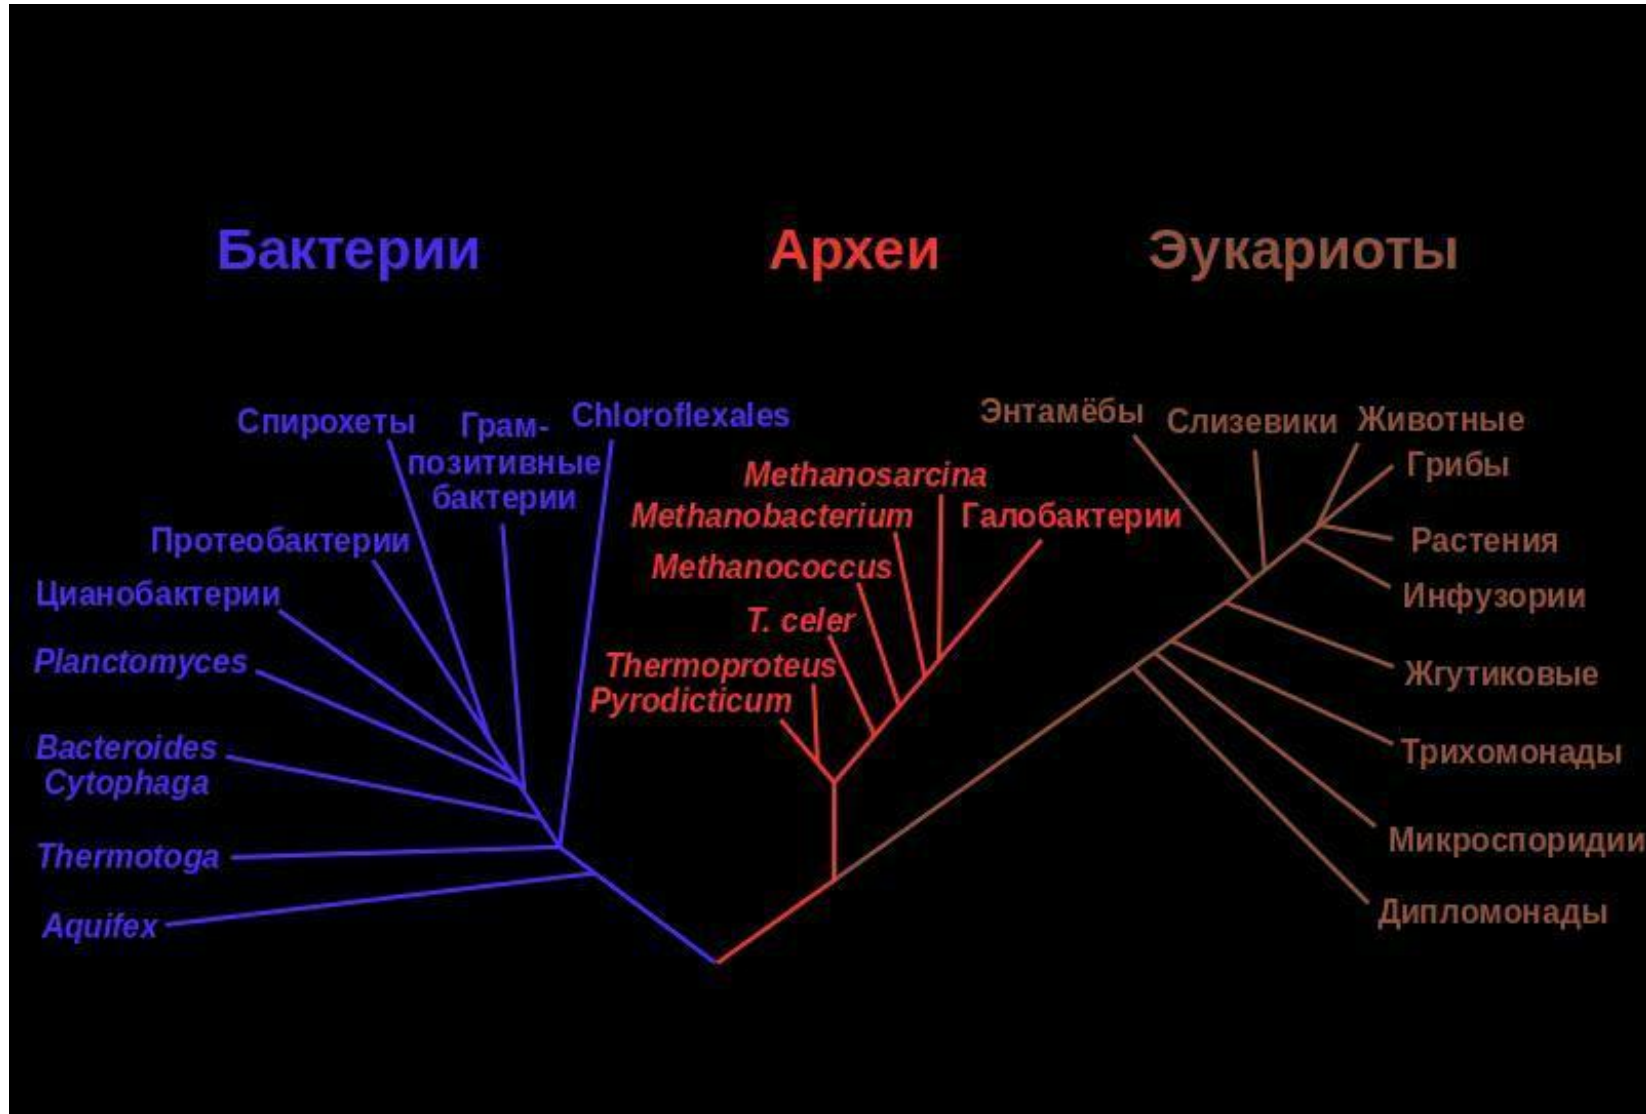 Бактерии
Археи
Эукариоты
Спирохеты
Грам-
позитивные
бактерии
Chloroflexales
Протеобактерии
Цианобактерии
Planctomyces
Bacteroides
Cytophaga
Thermotoga
Aquifex
Methanosarcina
Methanobacterium
Галобактерии
Methanococcus
T. celer
Thermoproteus
Pyrodicticum
Энтамёбы
Слизевики
Животные
Грибы
Растения
Инфузории
Жгутиковые
Трихомонады
Микроспоридии
Дипломонады